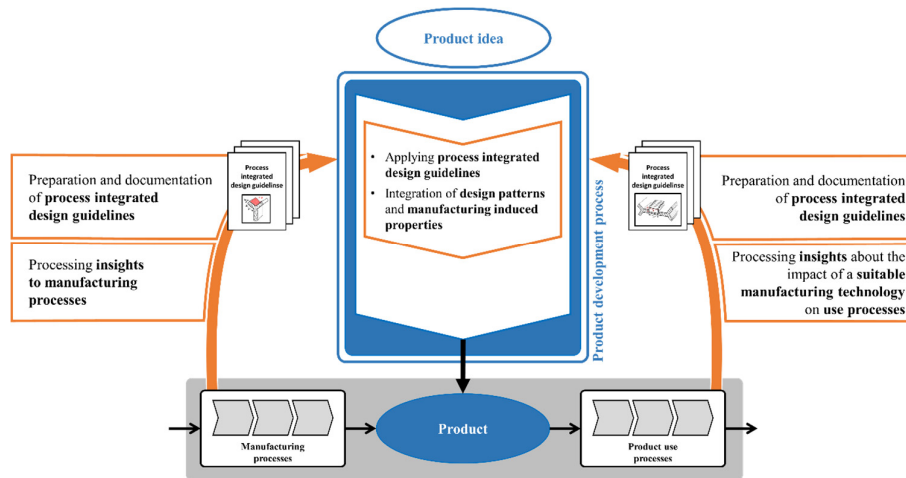 Product idea
Process
integrated
design guidelinse
Preparation and documentation
of process integrated
design guidelines
Processing insights
to manufacturing
processes
• Applying process integrated
design guidelines
• Integration of design patterns
and manufacturing induced
properties
Product development process
Process
integrated
design guidelinse
Preparation and documentation
of process integrated
design guidelines
Processing insights about the
impact of a suitable
manufacturing technology
on use processes
Manufacturing
processes
Product
Product use
processes